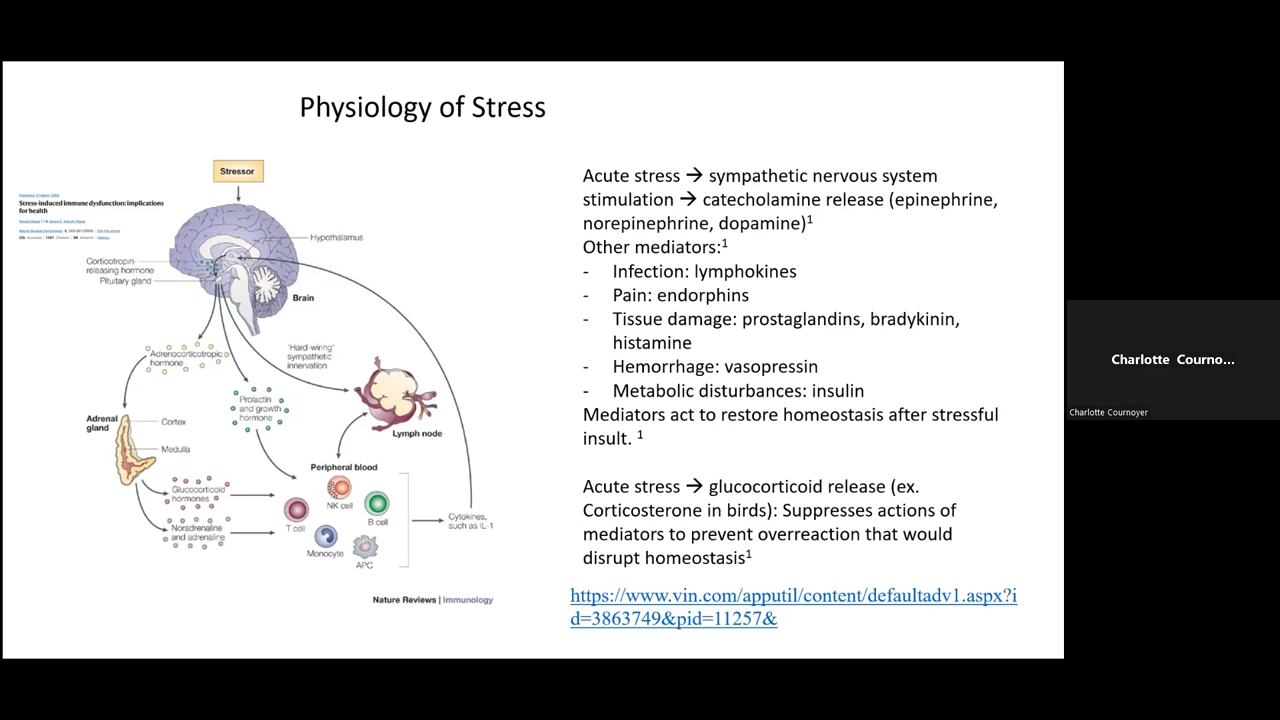 Physiology of Stress
Stressor
Stress-induced immune dysfunction: implications
for health
Hypothalamus
Corticotropin-
releasing hormone
Pituitary gland
Brain
Adrenocorticotropic
hormone
'Hard-wiring'
sympathetic
innervation
Prolactin
and growth
hormone
Adrenal
gland
Cortex
Medulla
Lymph node
Peripheral blood
Glucocorticoid
hormones
NK cell
B cell
T cell
Noradrenaline
and adrenaline
Monocyte
APC
Cytokines,
such as IL-1
Nature Reviews | Immunology
Acute stress → sympathetic nervous system
stimulation → catecholamine release (epinephrine,
norepinephrine, dopamine)1
Other mediators:1
- Infection: lymphokines
- Pain: endorphins
- Tissue damage: prostaglandins, bradykinin,
histamine
- Hemorrhage: vasopressin
- Metabolic disturbances: insulin
Mediators act to restore homeostasis after stressful
insult. 1
Acute stress → glucocorticoid release (ex.
Corticosterone in birds): Suppresses actions of
mediators to prevent overreaction that would
disrupt homeostasis1
https://www.vin.com/apputil/content/defaultadv1.aspx?i
d=3863749&pid=11257&
Charlotte Courno...
Charlotte Cournoyer